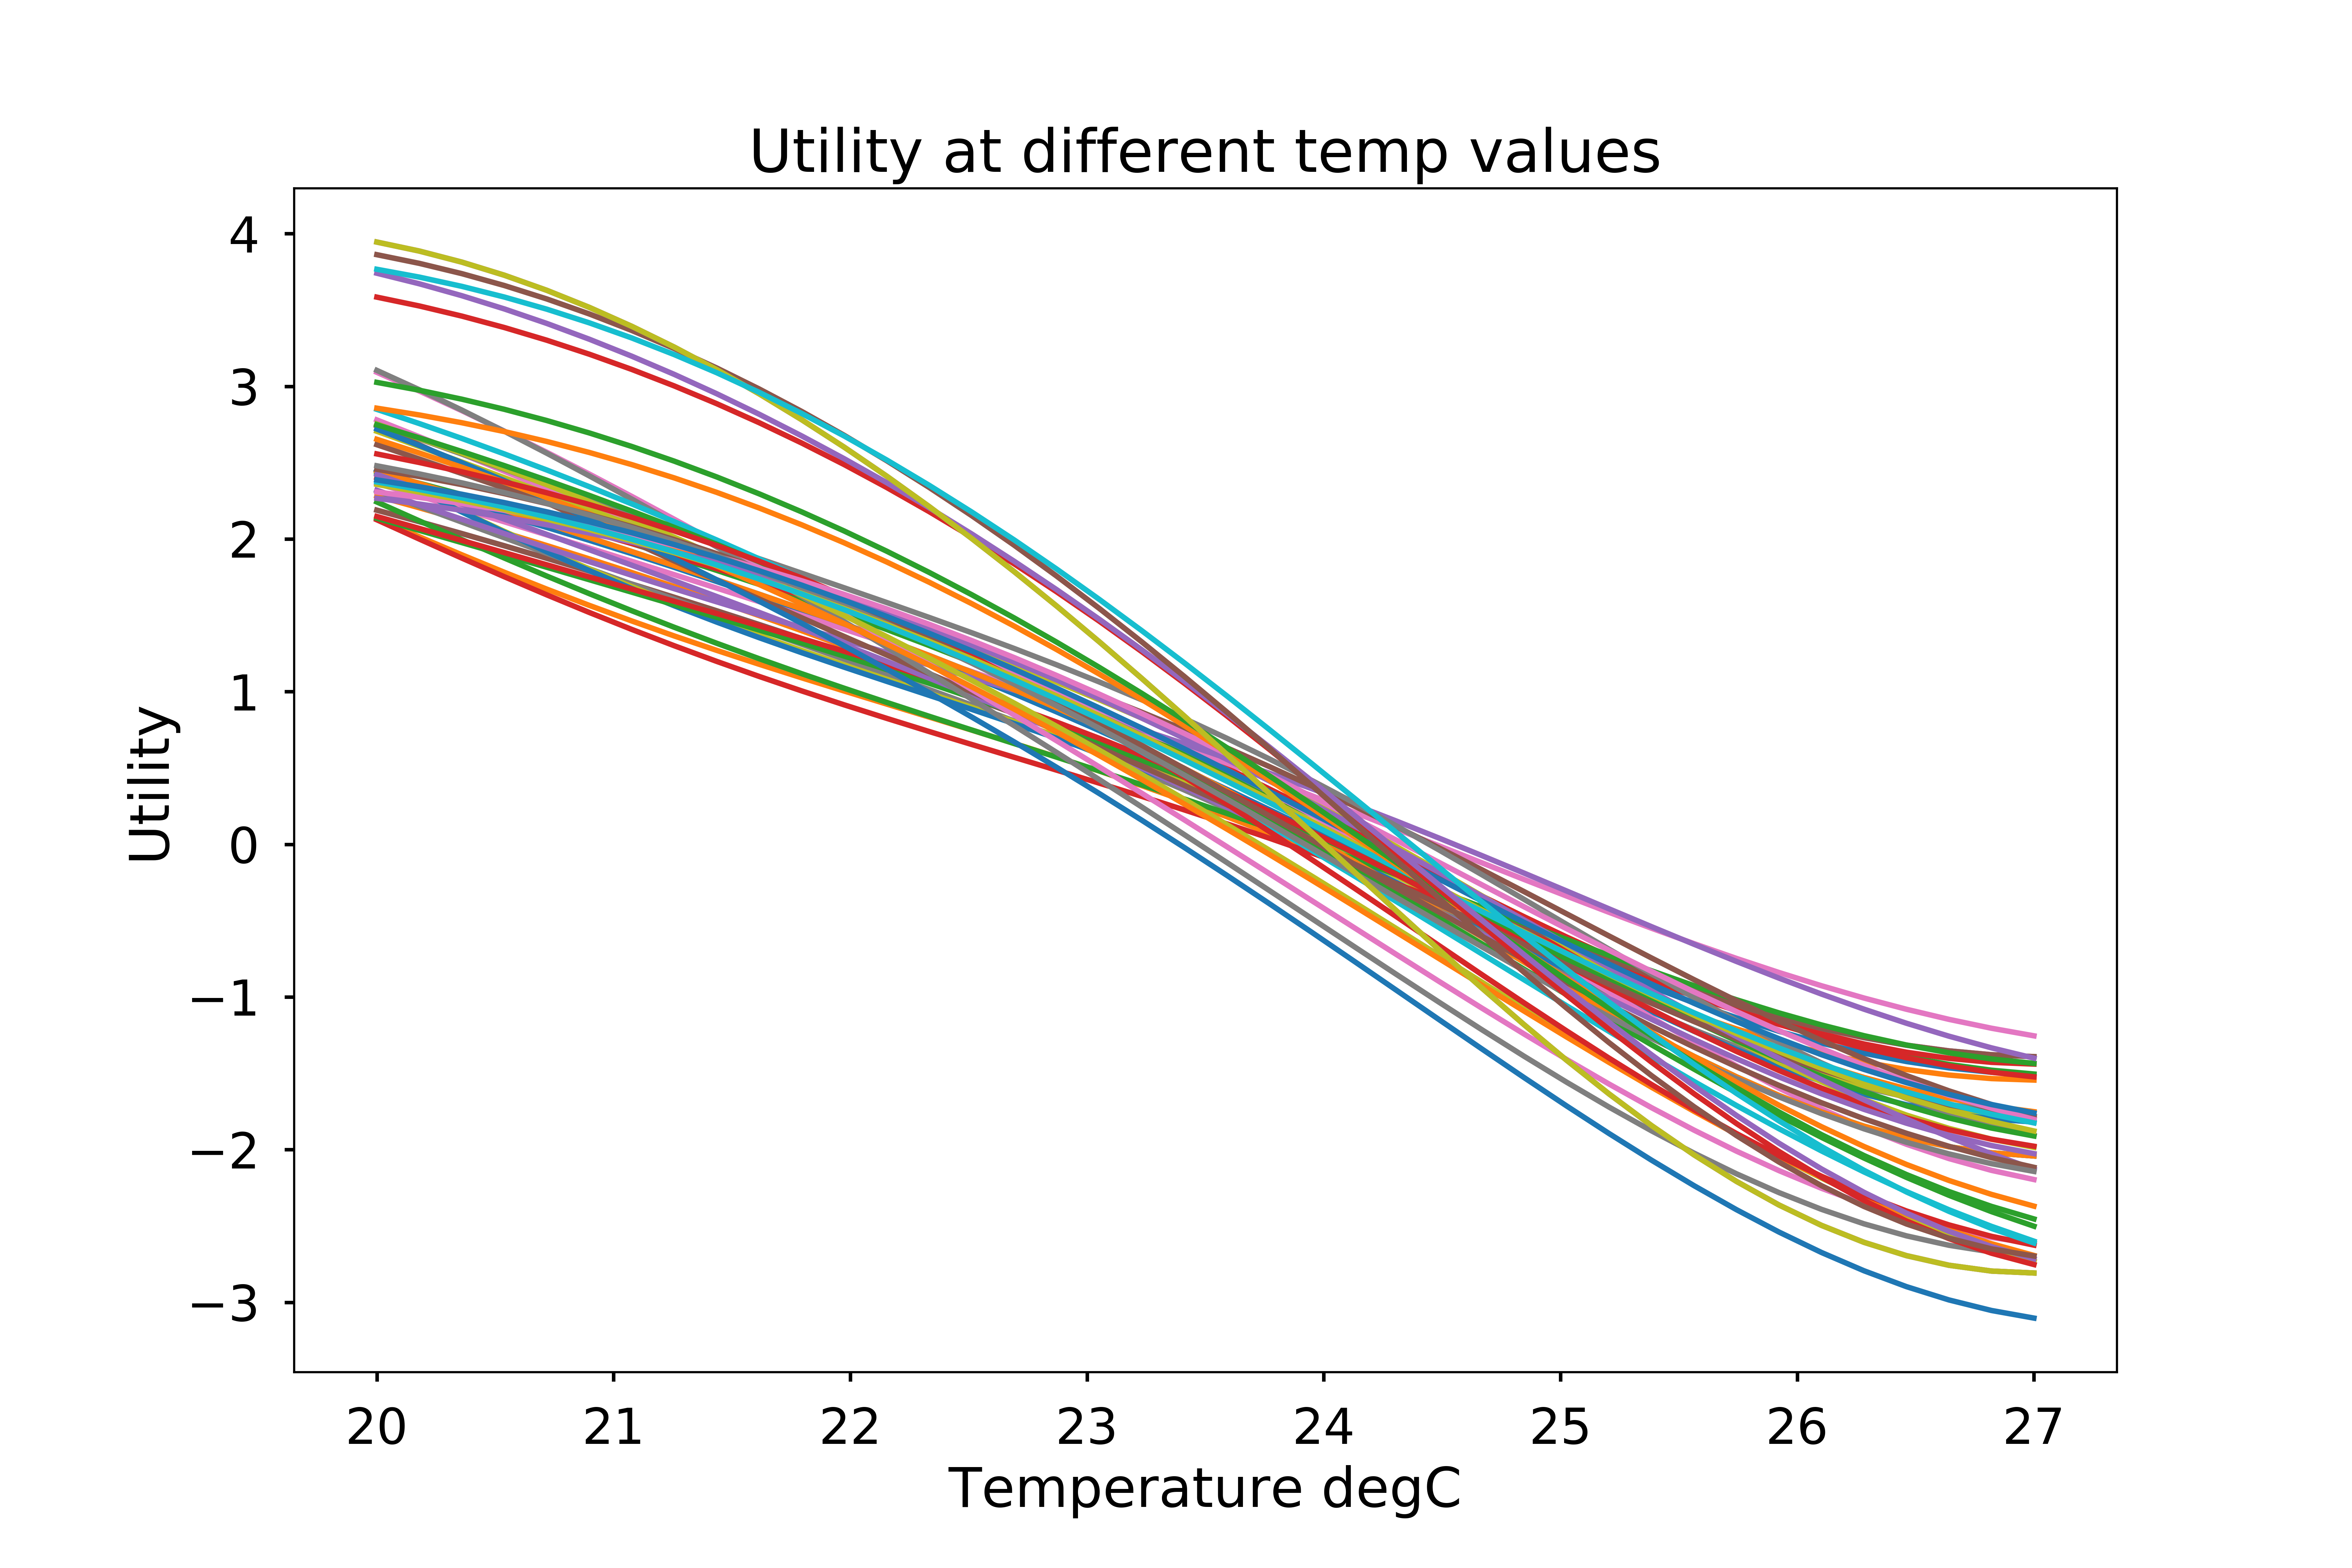 Utility at different temp values
4
3
2
1
0
−1
−2
−3
Utility
20 21 22 23 24 25 26 27
Temperature degC